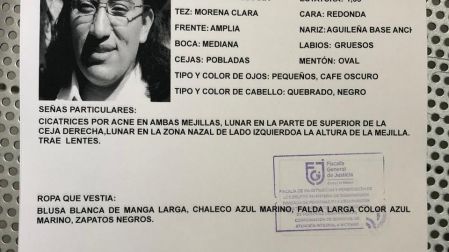 TEZ: MORENA CLARA
CARA: REDONDA
FRENTE: AMPLIA
NARIZ: AGUILEÑA BASE ANCH
BOCA: MEDIANA
LABIOS: GRUESOS
CEJAS: POBLADAS
MENTÓN: OVAL
TIPO Y COLOR DE OJOS: PEQUEÑOS, CAFE OSCURO
TIPO Y COLOR DE CABELLO: QUEBRADO, NEGRO
SEÑAS PARTICULARES:
CICATRICES POR ACNE EN AMBAS MEJILLAS, LUNAR EN LA PARTE DE SUPERIOR DE LA
CEJA DERECHA,LUNAR EN LA ZONA NAZAL DE LADO IZQUIERDOA LA ALTURA DE LA MEJILLA.
TRAE LENTES.
Fiscalía
General
de Justicia
ROPA QUE VESTIA:
BLUSA BLANCA DE MANGA LARGA, CHALECO AZUL MARINO, FALDA LARGA COLOR AZUL
MARINO, ZAPATOS NEGROS.